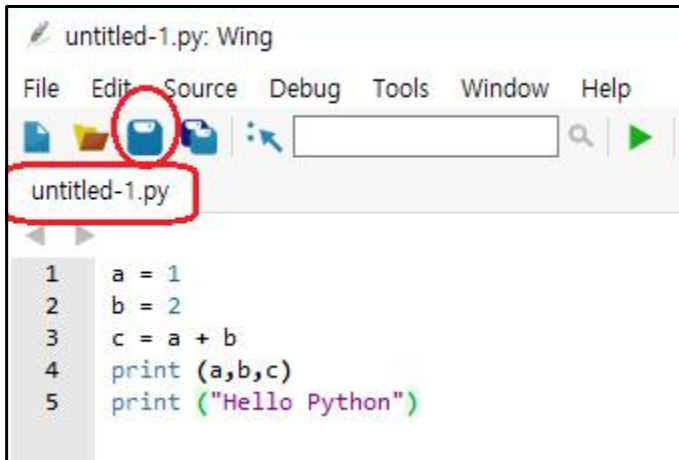 untitled-1.py: Wing
File Edit Source Debug Tools Window Help
untitled-1.py
1 a = 1
2 b = 2
3 c = a + b
4 print (a,b,c)
5 print ("Hello Python")